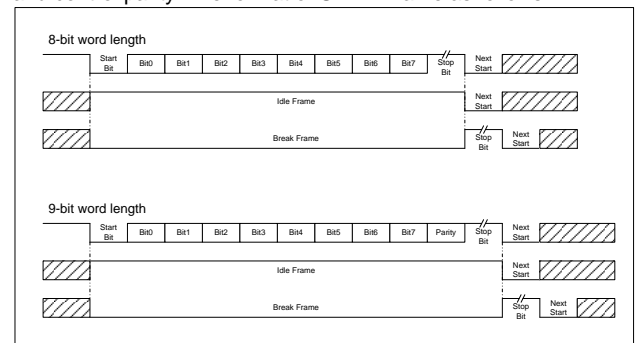 8-bit word length
Start Bit Bit0 Bit1 Bit2 Bit3 Bit4 Bit5 Bit6 Bit7 Stop Bit Next Start
Idle Frame Next Start
Break Frame Stop Bit Next Start
9-bit word length
Start Bit Bit0 Bit1 Bit2 Bit3 Bit4 Bit5 Bit6 Bit7 Parity Stop Bit Next Start
Idle Frame Next Start
Break Frame Stop Bit Next Start